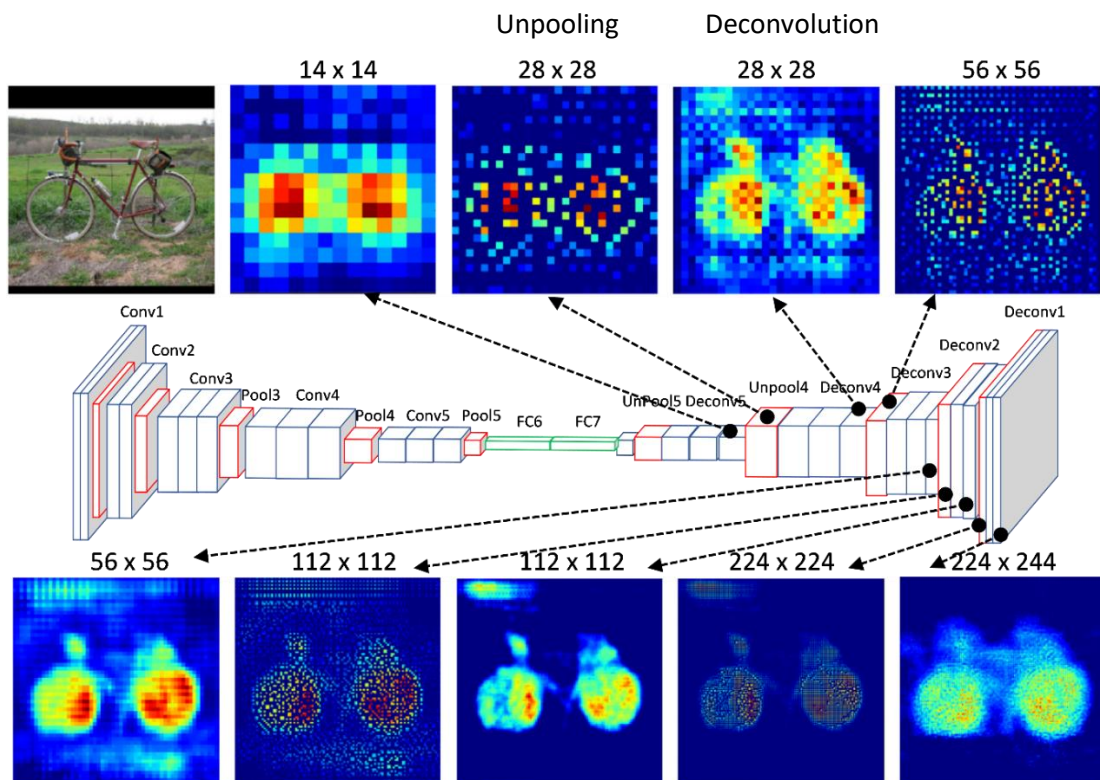 Unpooling Deconvolution
14 x 14 28 x 28 28 x 28 56 x 56
Conv1
Conv2
Conv3
Pool3
Conv4
Pool4
Conv5
Pool5
FC6
FC7
UnPool5
Deconv5
Unpool4
Deconv4
Deconv3
Deconv2
Deconv1
56 x 56 112 x 112 112 x 112 224 x 224 224 x 244